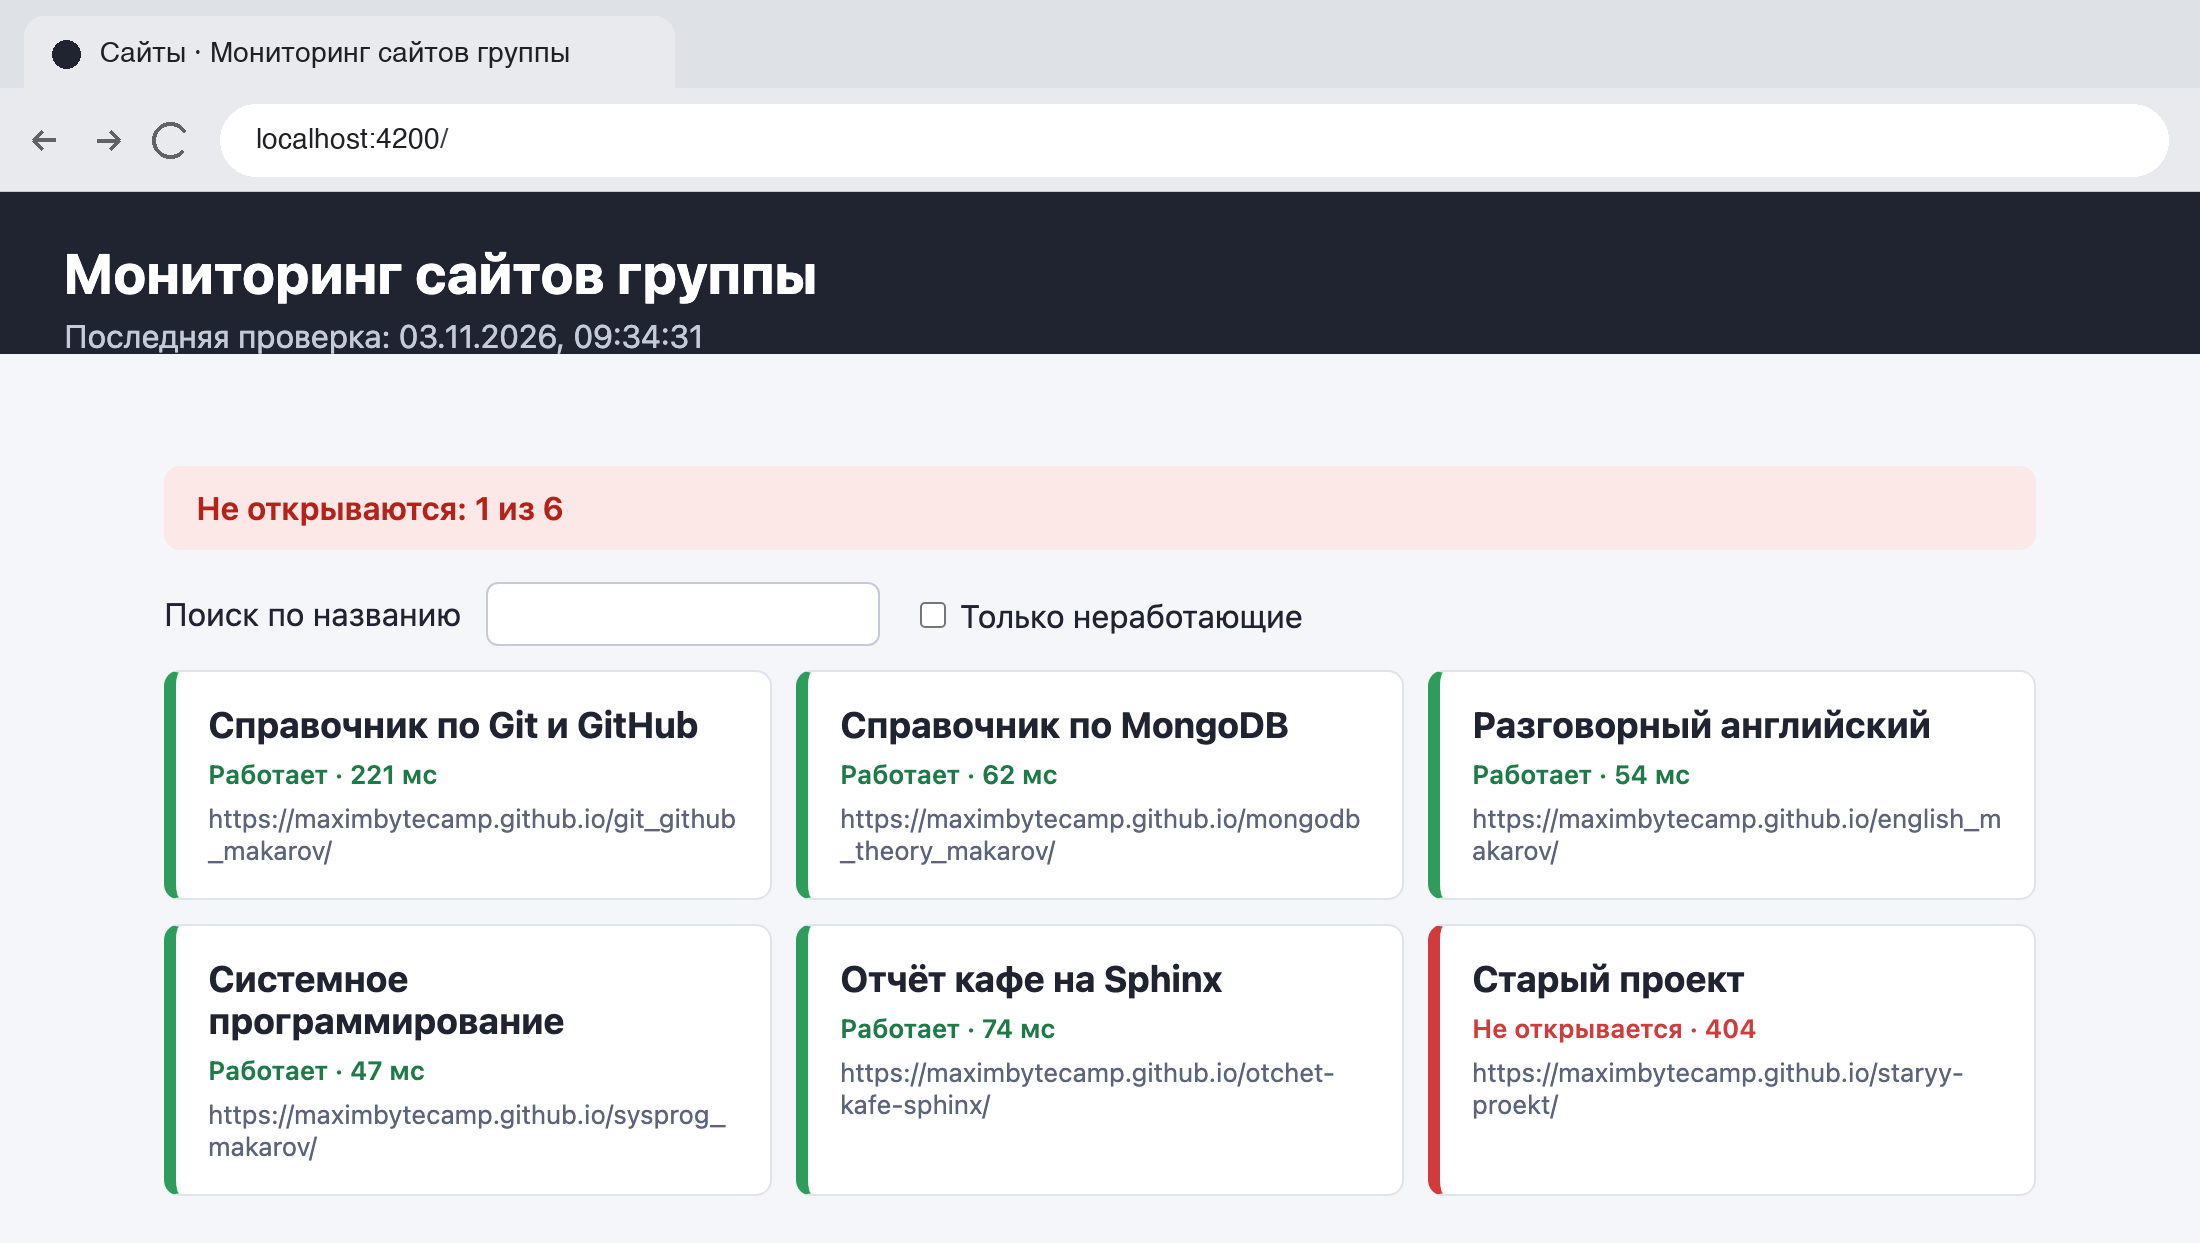 Сайты · Мониторинг сайтов группы
localhost:4200/
Мониторинг сайтов группы
Последняя проверка: 03.11.2026, 09:34:31
Не открываются: 1 из 6
Поиск по названию
Только неработающие
Справочник по Git и GitHub
Работает · 221 мс
https://maximbytecamp.github.io/git_github
_makarov/
Справочник по MongoDB
Работает · 62 мс
https://maximbytecamp.github.io/mongodb
_theory_makarov/
Разговорный английский
Работает · 54 мс
https://maximbytecamp.github.io/english_m
akarov/
Системное
программирование
Работает · 47 мс
https://maximbytecamp.github.io/sysprog_
makarov/
Отчёт кафе на Sphinx
Работает · 74 мс
https://maximbytecamp.github.io/otchet-
kafe-sphinx/
Старый проект
Не открывается · 404
https://maximbytecamp.github.io/staryy-
proekt/